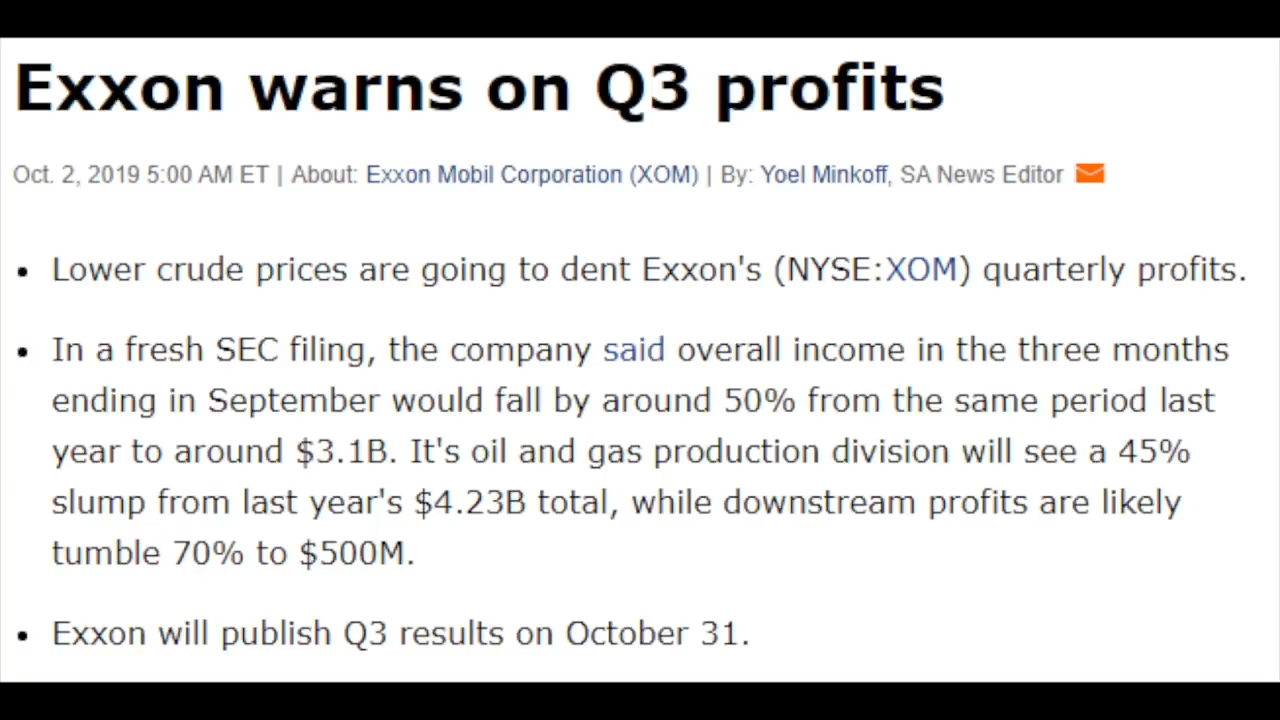 Exxon warns on Q3 profits
Oct. 2, 2019 5:00 AM ET | About: Exxon Mobil Corporation (XOM) | By: Yoel Minkoff, SA News Editor
• Lower crude prices are going to dent Exxon's (NYSE:XOM) quarterly profits.
• In a fresh SEC filing, the company said overall income in the three months
ending in September would fall by around 50% from the same period last
year to around $3.1B. It's oil and gas production division will see a 45%
slump from last year's $4.23B total, while downstream profits are likely
tumble 70% to $500M.
• Exxon will publish Q3 results on October 31.